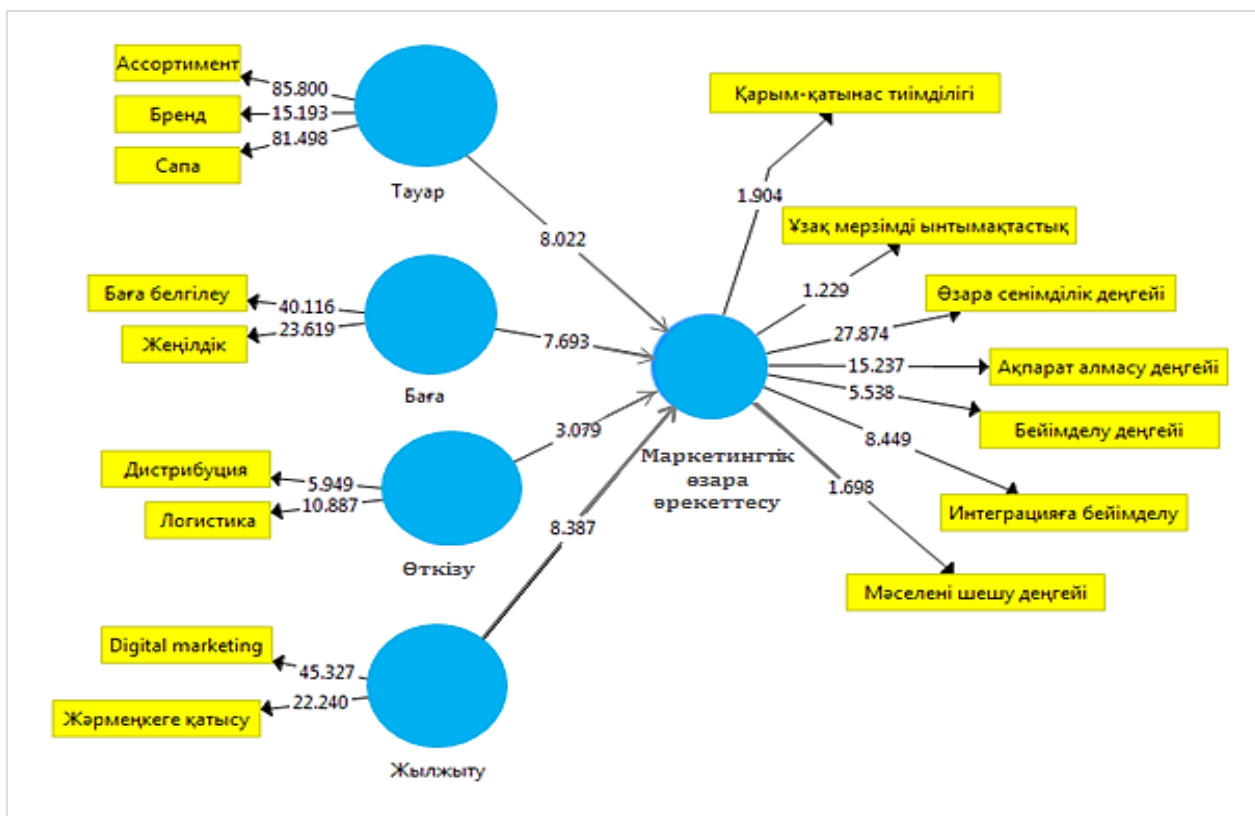 Ассортимент
85.800
Бренд
15.193
81.498
Сапа
Тауар
8.022
Баға белгілеу
40.116
23.619
Жеңілдік
Баға
7.693
Дистрибуция
5.949
10.887
Логистика
Өткізу
3.079
Digital marketing
45.327
22.240
Жәрмеңкеге қатысу
Жылжыту
8.387
Маркетингтік
өзара
әрекеттесу
Қарым-қатынас тиімділігі
1.904
Ұзақ мерзімді ынтымақтастық
1.229
Өзара сенімділік деңгейі
27.874
15.237
Ақпарат алмасу деңгейі
5.538
Бейімделу деңгейі
8.449
Интеграцияға бейімделу
1.698
Мәселені шешу деңгейі